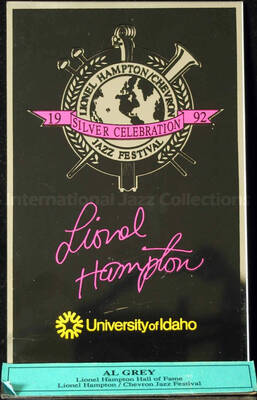 LIONEL HAMPTON/CHEVRON
19 SILVER CELEBRATION 92
JAZZ FESTIVAL
International Jazz Collections
Lionel
Hampton
University of Idaho
AL GREY
Lionel Hampton Hall of Fame
Lionel Hampton / Chevron Jazz Festival